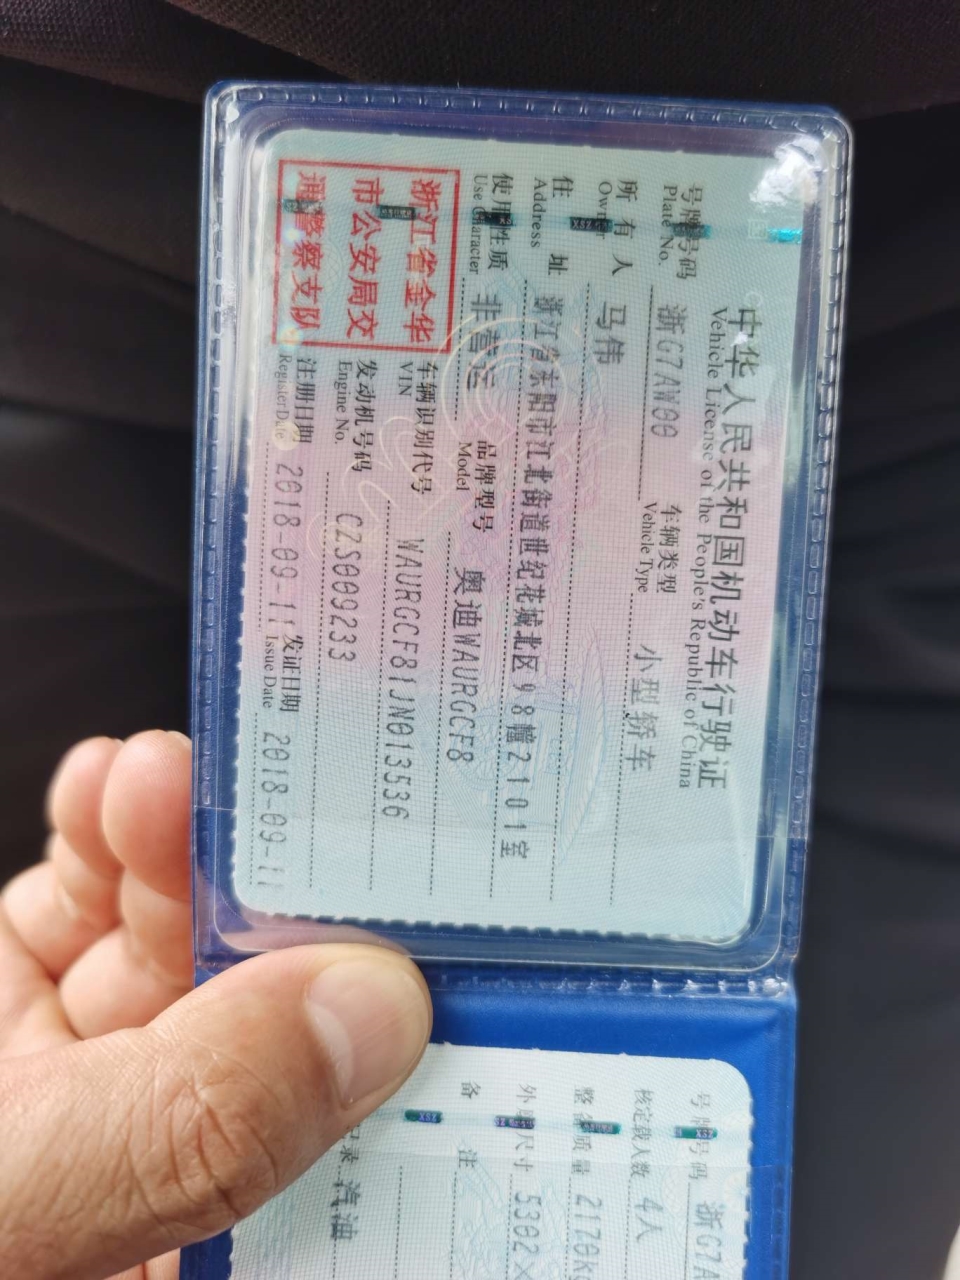 中华人民共和国机动车行驶证
Vehicle License of the People's Republic of China
号牌号码 浙G7AW00 车辆类型 小型轿车
Plate No. Vehicle Type
所有人 马伟
Owner
住址 浙江省东阳市江北街道世纪花城北区98幢2101室
Address
使用性质 非营运 品牌型号 奥迪WAURGCF8
Use Character Model
浙江省金华
市公安局交
通警察支队
车辆识别代号 WAURGCF81JN013536
VIN
发动机号码 CZS009233
Engine No.
注册日期 2018-09-11 发证日期 2018-09-11
Register Date Issue Date
号牌号码 浙G7A
核定载人数 4人
整备质量 2170kg
外廓尺寸 5302×
备注
记录 汽油